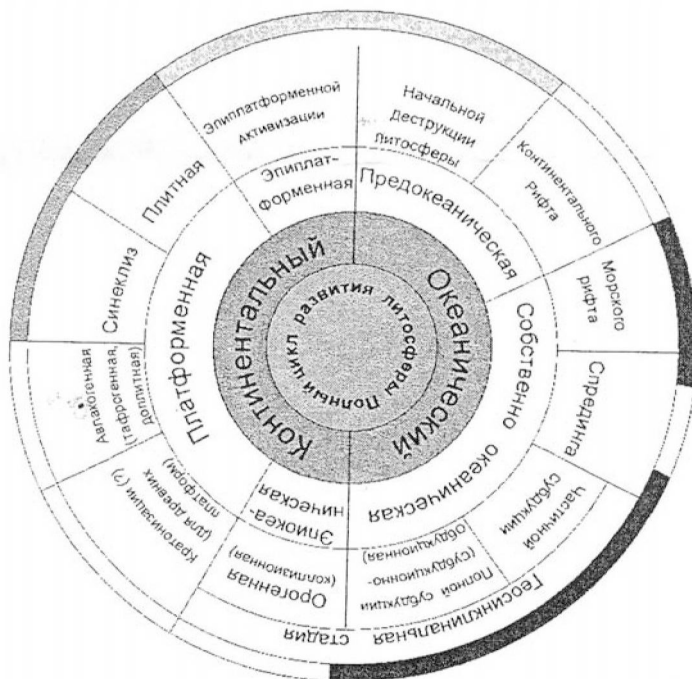 Полный цикл развития литосферы
Континентальный
Океанический
Эпиплат-
форменная
Предокеаническая
Собственно океаническая
Эпиокеа-
ническая
Платформенная
Эпиплатформенной
активизации
Начальной
деструкции
литосферы
Континентального
рифта
Морского
рифта
Спрединга
Частичной
субдукции
Полной субдукции
(субдукционно-
обдукционная)
Геосинклинальная стадия
Орогенная
(коллизионная)
Кратонизации (?)
(для древних
платформ)
Авлакогенная
(тафрогенная,
доплитная)
Синеклиз
Плитная